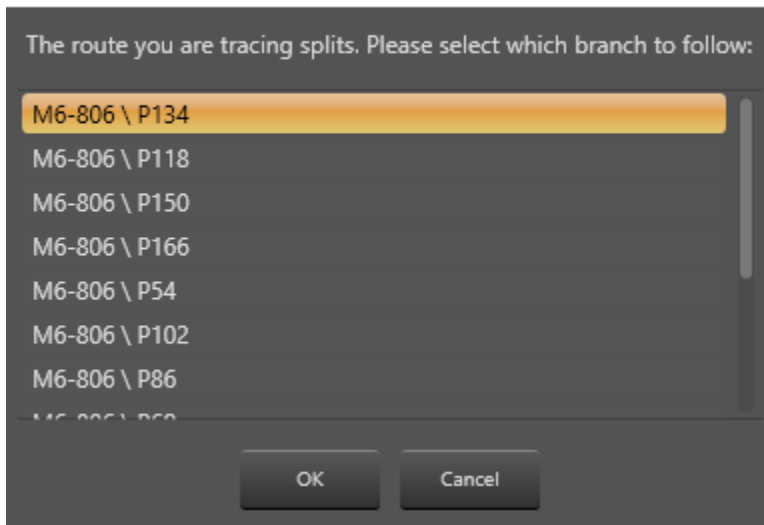 The route you are tracing splits. Please select which branch to follow:
M6-806 \ P134
M6-806 \ P118
M6-806 \ P150
M6-806 \ P166
M6-806 \ P54
M6-806 \ P102
M6-806 \ P86
OK
Cancel